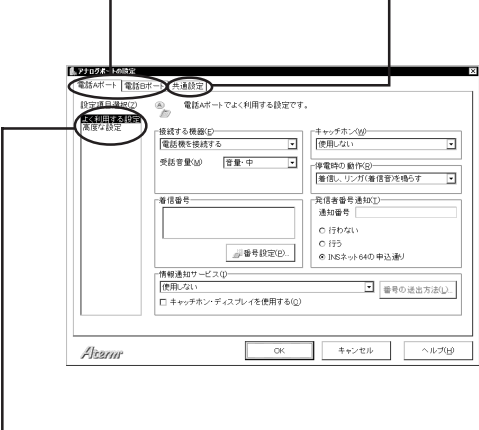 アナログポートの設定
電話Aポート 電話Bポート 共通設定
設定項目選択(Z)
よく利用する設定
高度な設定
電話Aポートでよく利用する設定です。
接続する機器(E)
電話機を接続する
受話音量(M) 音量・中
キャッチホン(W)
使用しない
停電時の動作(R)
着信し、リンガ(着信音)を鳴らす
着信番号
番号設定(P)...
発信者番号通知(T)
通知番号
行わない
行う
INSネット64の申込通り
情報通知サービス(I)
使用しない
番号の送出方法(L)...
キャッチホン・ディスプレイを使用する(O)
Aterm
OK キャンセル ヘルプ(H)